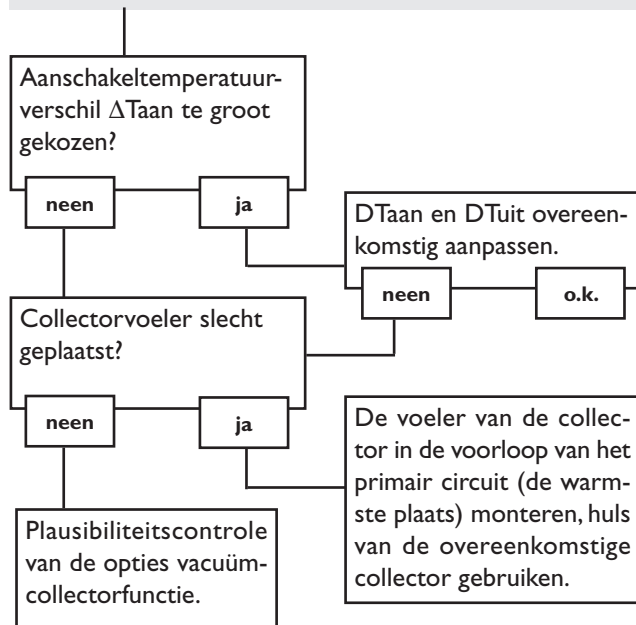 Aanschakeltemperatuur-
verschil ΔTaan te groot
gekozen?
neen
ja
DTaan en DTuit overeen-
komstig aanpassen.
neen
o.k.
Collectorvoeler slecht
geplaatst?
neen
ja
De voeler van de collec-
tor in de voorloop van het
primair circuit (de warm-
ste plaats) monteren, huls
van de overeenkomstige
collector gebruiken.
Plausibiliteitscontrole
van de opties vacuüm-
collectorfunctie.